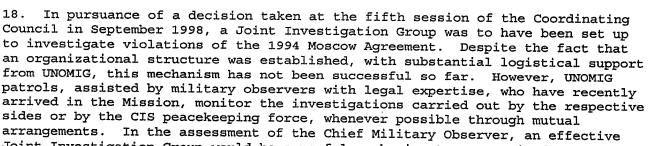 18. In pursuance of a decision taken at the fifth session of the Coordinating
Council in September 1998, a Joint Investigation Group was to have been set up
to investigate violations of the 1994 Moscow Agreement. Despite the fact that
an organizational structure was established, with substantial logistical support
from UNOMIG, this mechanism has not been successful so far. However, UNOMIG
patrols, assisted by military observers with legal expertise, who have recently
arrived in the Mission, monitor the investigations carried out by the respective
sides or by the CIS peacekeeping force, whenever possible through mutual
arrangements. In the assessment of the Chief Military Observer, an effective
Joint Investigation Group would be a